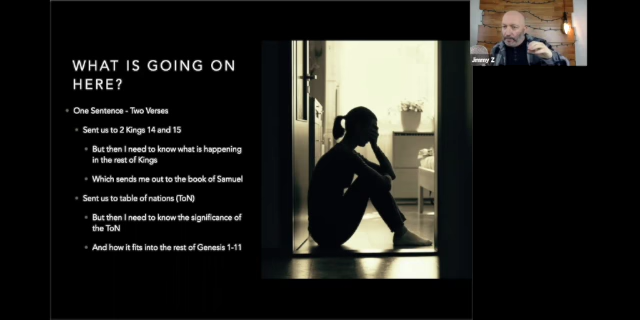 WHAT IS GOING ON
HERE?
One Sentence - Two Verses
Sent us to 2 Kings 14 and 15
But then I need to know what is happening
in the rest of Kings
Which sends me out to the book of Samuel
Sent us to table of nations (ToN)
But then I need to know the significance of
the ToN
And how it fits into the rest of Genesis 1-11
Jimmy Z